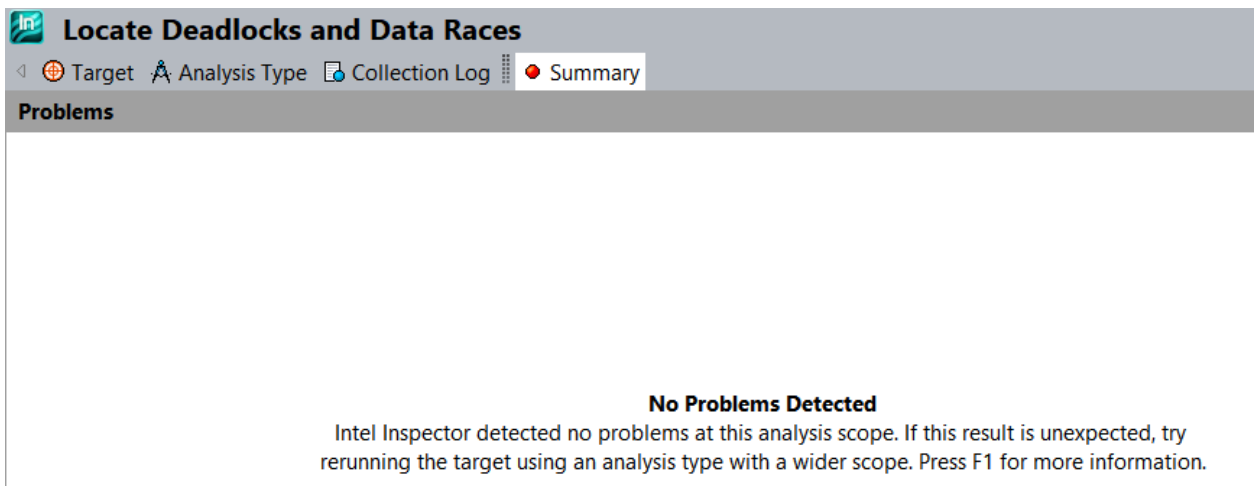 In
Locate Deadlocks and Data Races
Target Analysis Type Collection Log Summary
Problems
No Problems Detected
Intel Inspector detected no problems at this analysis scope. If this result is unexpected, try
rerunning the target using an analysis type with a wider scope. Press F1 for more information.